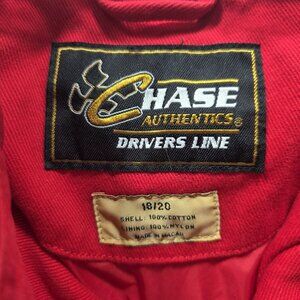 CHASE
AUTHENTICS®
DRIVERS LINE
18/20
SHELL: 100% COTTON
LINING: 100% NYLON
MADE IN MACAU